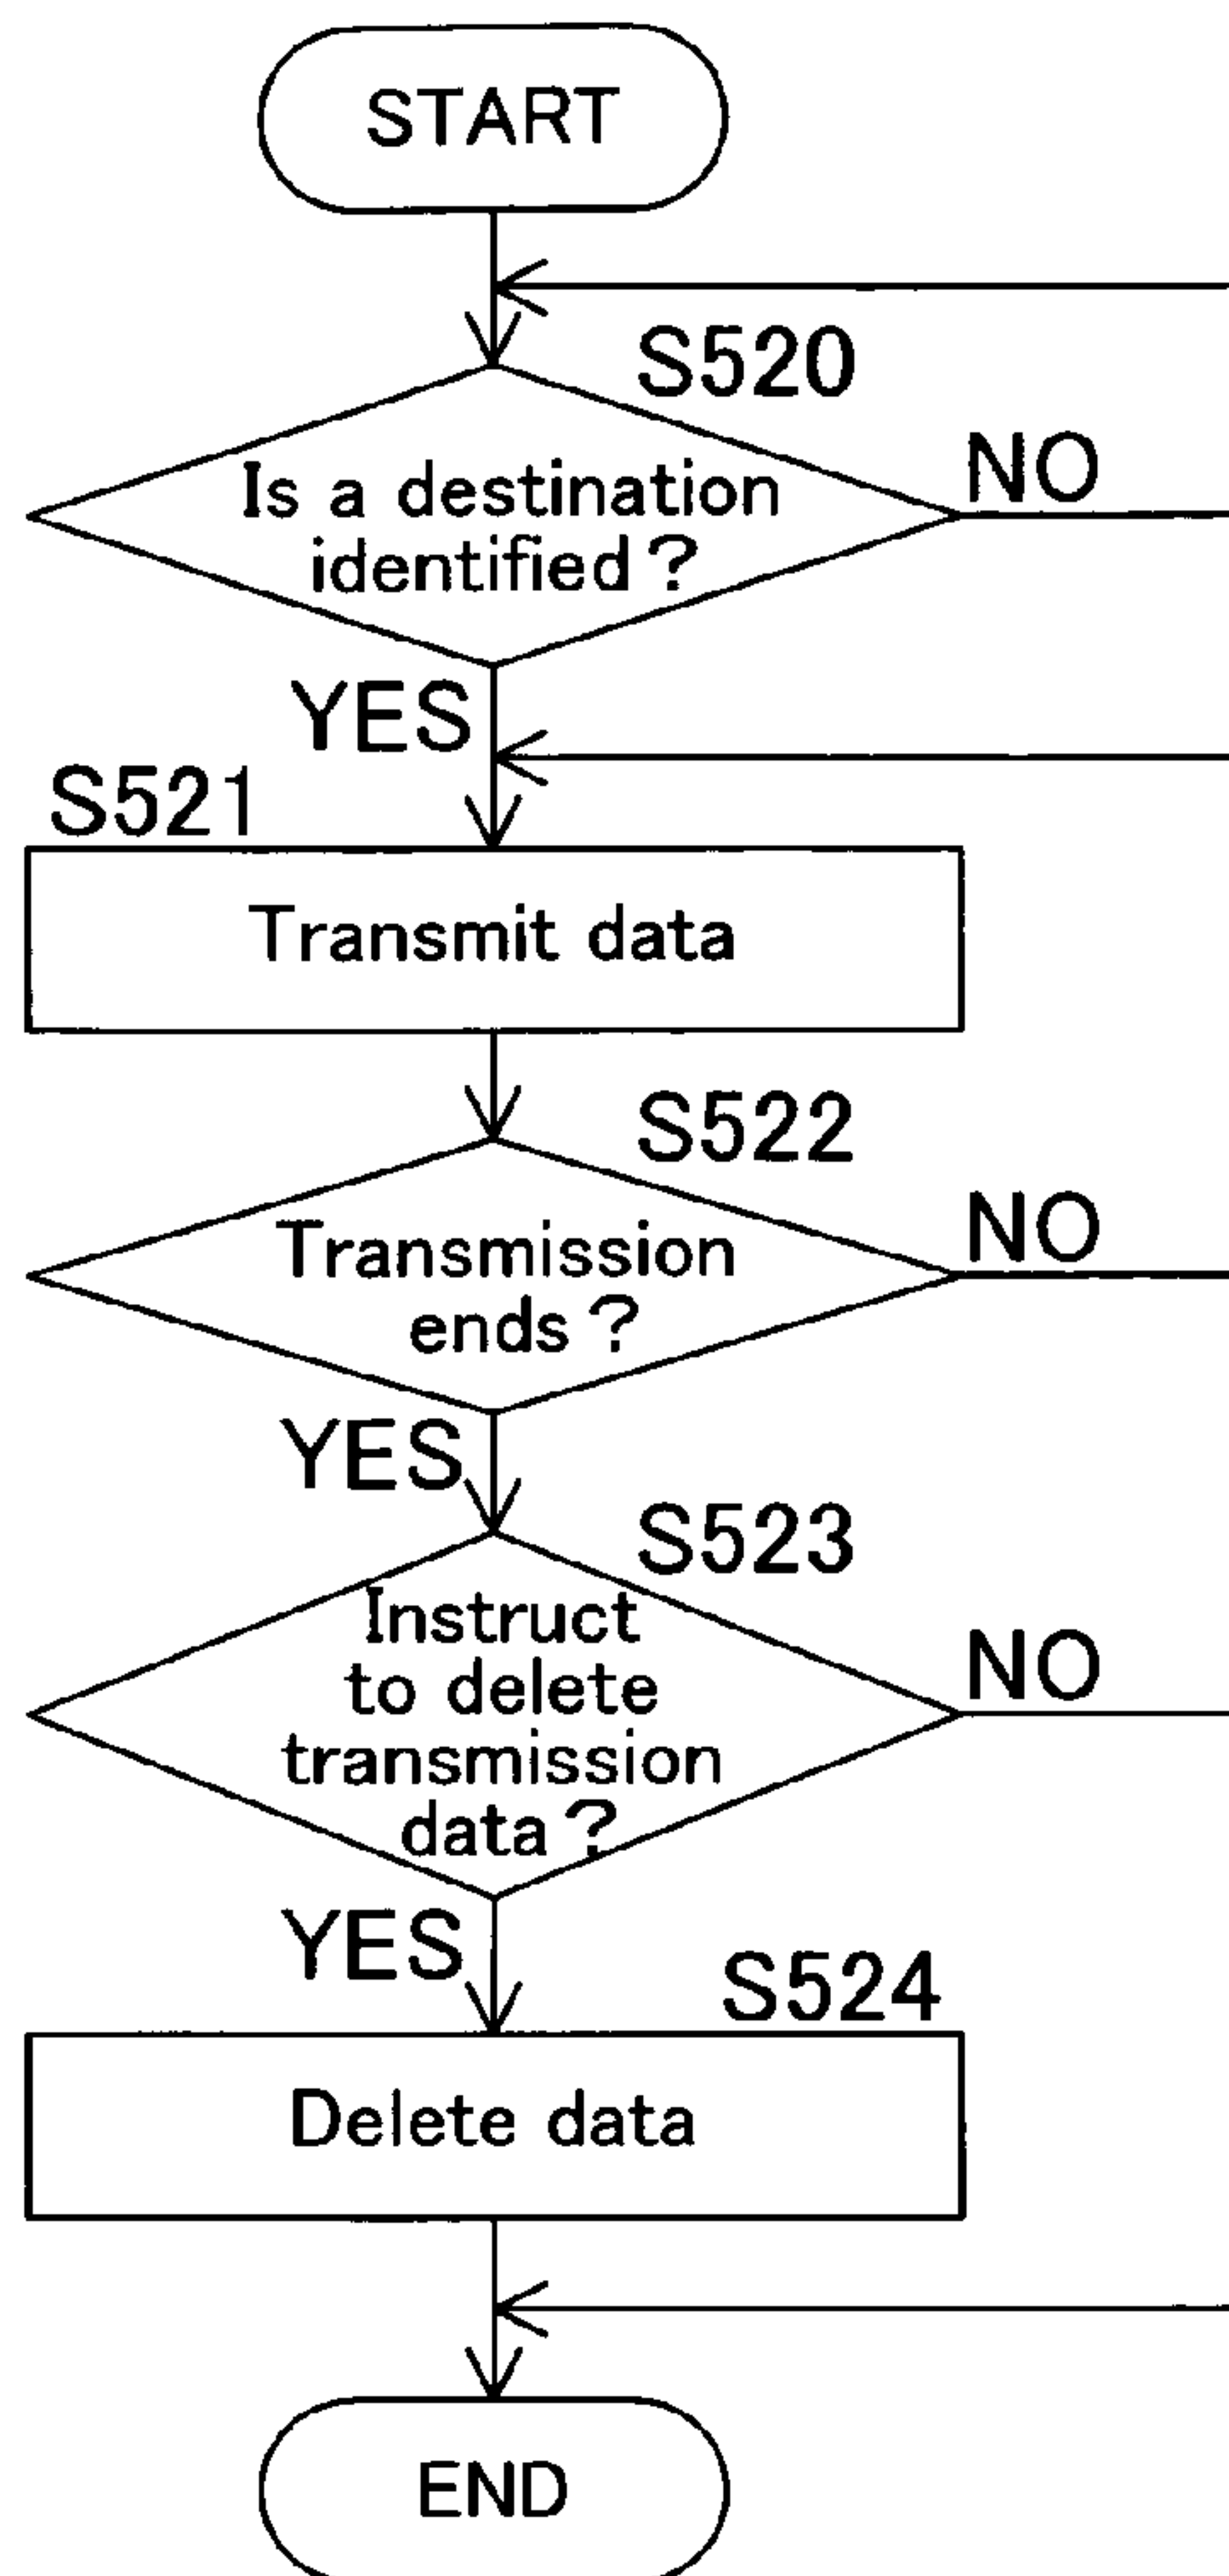 START
S520
Is a destination
identified?
NO
YES
S521
Transmit data
S522
Transmission
ends?
NO
YES
S523
Instruct
to delete
transmission
data?
NO
YES
S524
Delete data
END